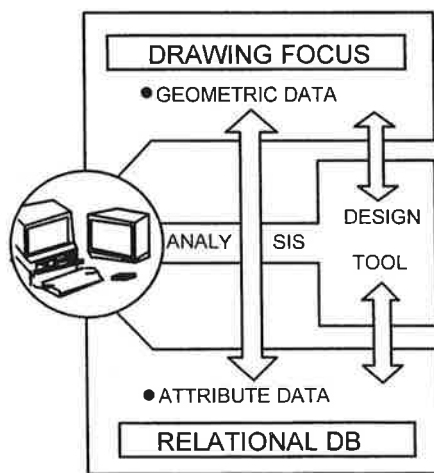 DRAWING FOCUS
● GEOMETRIC DATA
DESIGN
ANALY SIS
TOOL
● ATTRIBUTE DATA
RELATIONAL DB